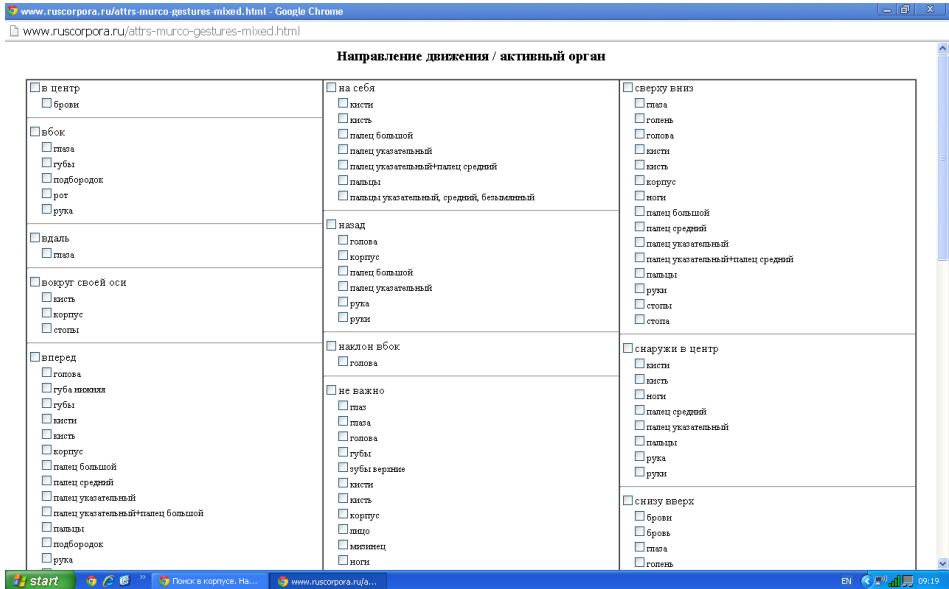 www.ruscorpora.ru/attrs-murco-gestures-mixed.html - Google Chrome
www.ruscorpora.ru/attrs-murco-gestures-mixed.html
Направление движения / активный орган
в центр
брови
вбок
глаза
губы
подбородок
рот
рука
вдаль
глаза
вокруг своей оси
кисть
корпус
стопы
вперед
голова
губа нижняя
губы
кисти
кисть
корпус
палец большой
палец средний
палец указательный
палец указательный+палец большой
пальцы
подбородок
рука
на себя
кисти
кисть
палец большой
палец указательный
палец указательный+палец средний
пальцы
пальцы указательный, средний, безымянный
назад
голова
корпус
палец большой
палец указательный
рука
руки
наклон вбок
голова
не важно
глаз
глаза
голова
губы
зубы верхние
кисти
кисть
корпус
лицо
мизинец
ноги
сверху вниз
глаза
голень
голова
кисти
кисть
корпус
ноги
палец большой
палец средний
палец указательный
палец указательный+палец средний
пальцы
руки
стопы
стопа
снаружи в центр
кисти
кисть
ноги
палец средний
палец указательный
пальцы
рука
руки
снизу вверх
брови
бровь
глаза
голень
start
Поиск в корпусе. На...
www.ruscorpora.ru/a...
EN
09:19